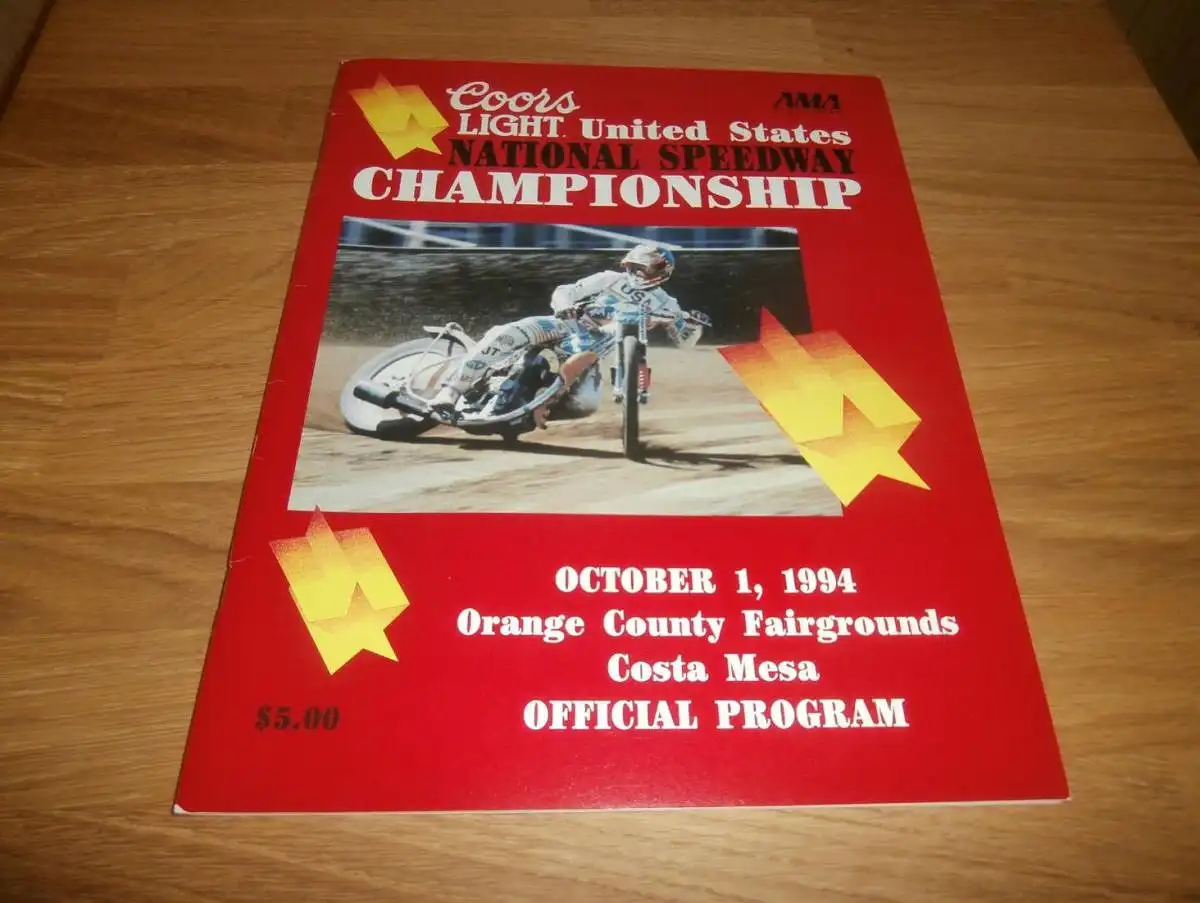 Coors
AMA
LIGHT. United States
NATIONAL SPEEDWAY
CHAMPIONSHIP
USA
JT
OCTOBER 1, 1994
Orange County Fairgrounds
Costa Mesa
OFFICIAL PROGRAM
$5.00